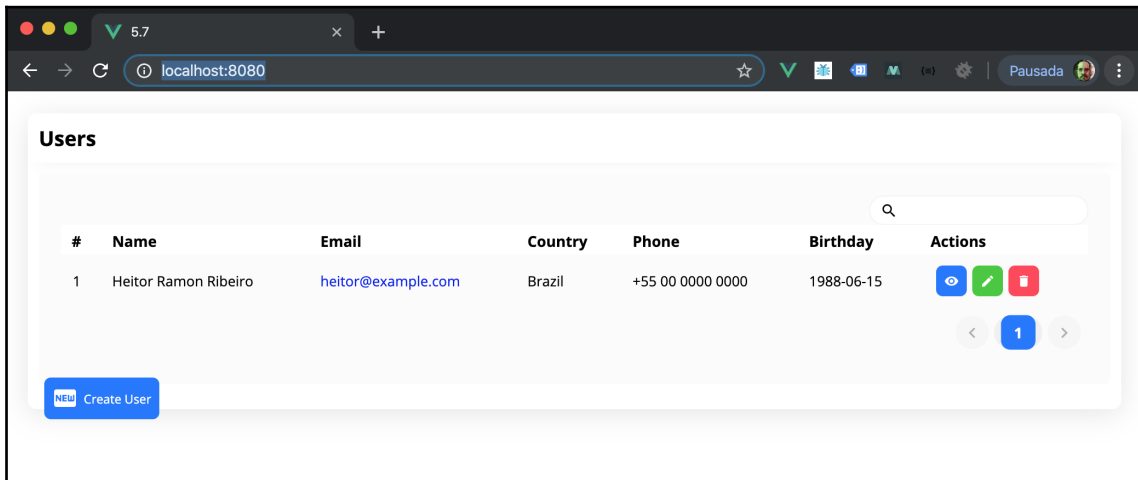 5.7
localhost:8080
Pausada
Users
# Name Email Country Phone Birthday Actions
1 Heitor Ramon Ribeiro heitor@example.com Brazil +55 00 0000 0000 1988-06-15
1
NEW Create User